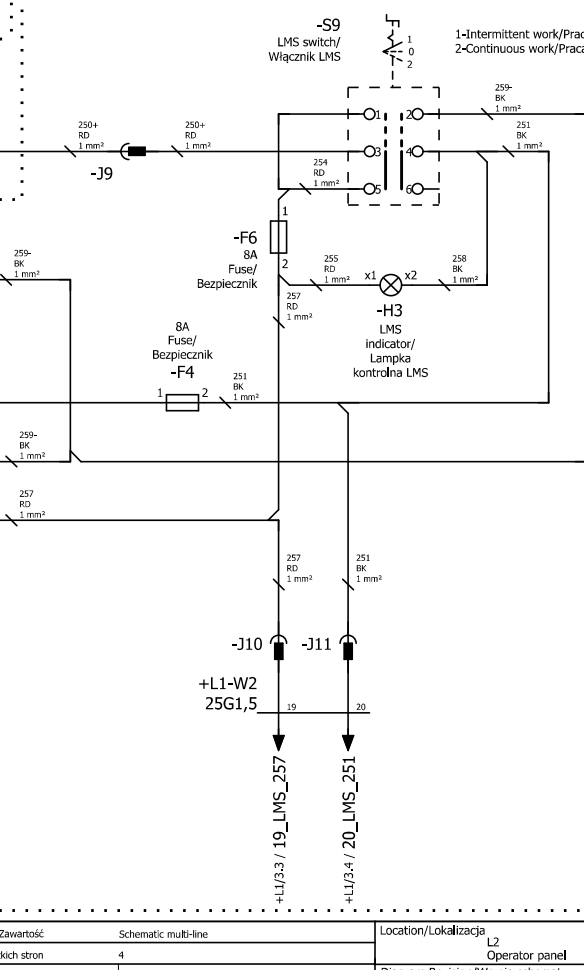 -S9
LMS switch/
Włącznik LMS
1
0
2
1-Intermittent work/Prac
2-Continuous work/Praca
259-
BK
1 mm²
251
BK
1 mm²
250+
RD
1 mm²
250+
RD
1 mm²
-J9
1
2
3
4
5
6
254
RD
1 mm²
1
-F6
8A
Fuse/
Bezpiecznik
2
255
RD
1 mm²
x1
x2
258
BK
1 mm²
-H3
LMS
indicator/
Lampka
kontrolna LMS
257
RD
1 mm²
259-
BK
1 mm²
8A
Fuse/
Bezpiecznik
-F4
1
2
251
BK
1 mm²
259-
BK
1 mm²
257
RD
1 mm²
257
RD
1 mm²
251
BK
1 mm²
-J10
-J11
+L1-W2
25G1,5
19
20
+L1/3.3 / 19_LMS_257
+L1/3.4 / 20_LMS_251
Zawartość
Schematic multi-line
tkich stron
4
Location/Lokalizacja
L2
Operator panel